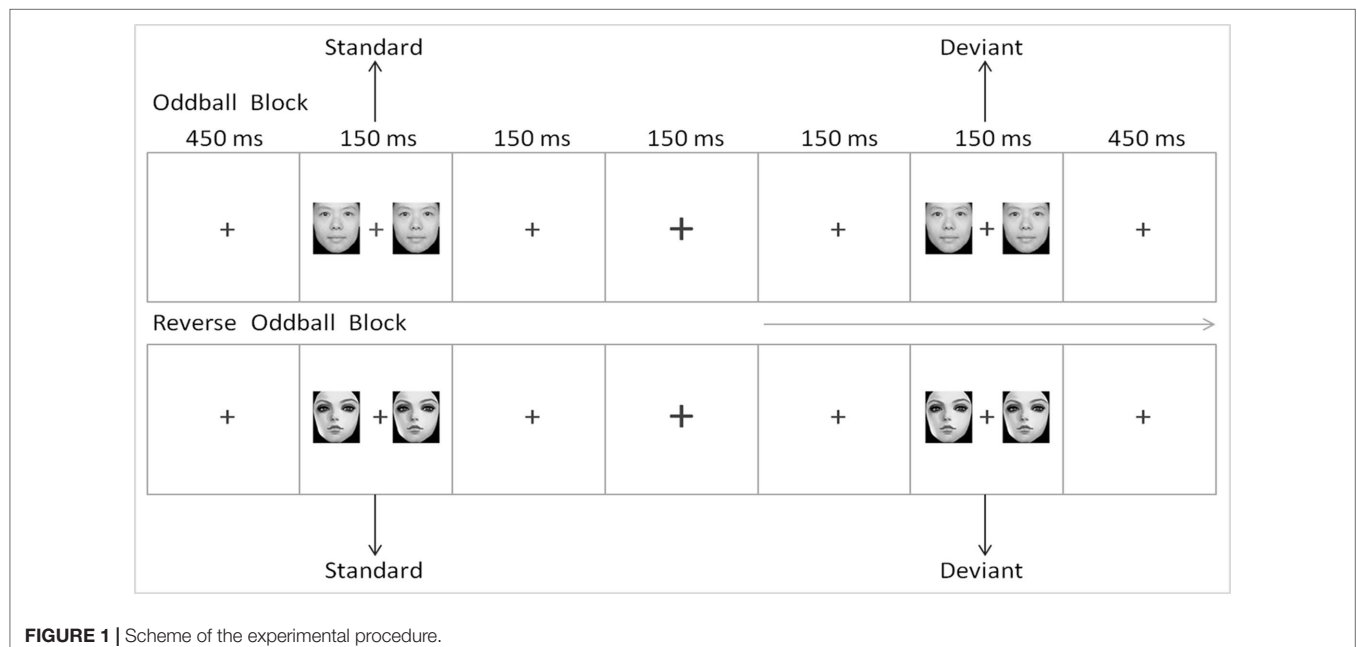 Standard Deviant
Oddball Block
450 ms 150 ms 150 ms 150 ms 150 ms 150 ms 450 ms
+ + + + + + +
Reverse Oddball Block
+ + + + + + +
Standard Deviant
FIGURE 1 | Scheme of the experimental procedure.